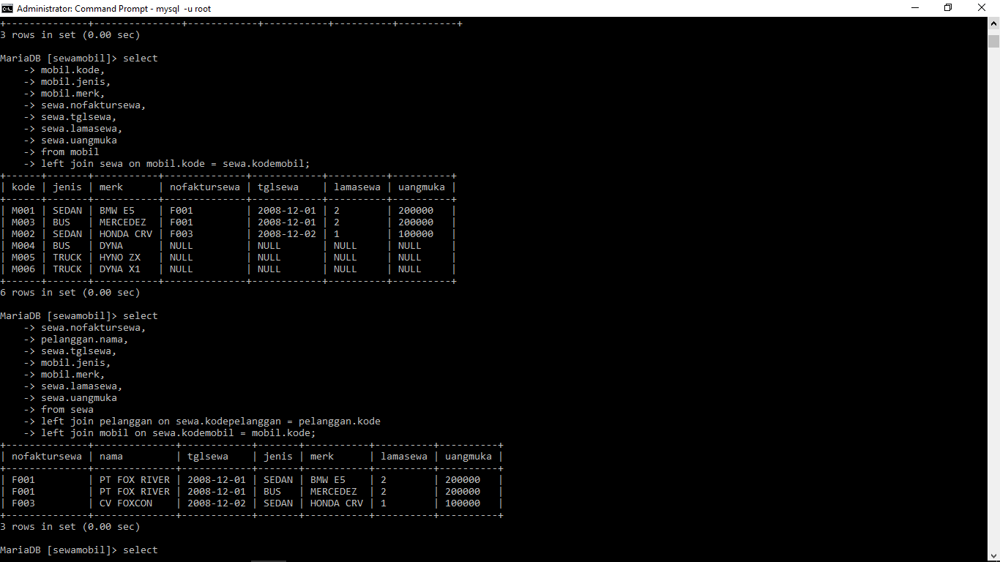 Administrator: Command Prompt - mysql  -u root
+--------------+---------------+------------+-----------+----------+----------+
3 rows in set (0.00 sec)
MariaDB [sewamobil]> select
    -> mobil.kode,
    -> mobil.jenis,
    -> mobil.merk,
    -> sewa.nofaktursewa,
    -> sewa.tglsewa,
    -> sewa.lamasewa,
    -> sewa.uangmuka
    -> from mobil
    -> left join sewa on mobil.kode = sewa.kodemobil;
+------+-------+-----------+--------------+------------+----------+----------+
| kode | jenis | merk      | nofaktursewa | tglsewa    | lamasewa | uangmuka |
+------+-------+-----------+--------------+------------+----------+----------+
| M001 | SEDAN | BMW E5    | F001         | 2008-12-01 | 2        | 200000   |
| M003 | BUS   | MERCEDEZ  | F001         | 2008-12-01 | 2        | 200000   |
| M002 | SEDAN | HONDA CRV | F003         | 2008-12-02 | 1        | 100000   |
| M004 | BUS   | DYNA      | NULL         | NULL       | NULL     | NULL     |
| M005 | TRUCK | HYNO ZX   | NULL         | NULL       | NULL     | NULL     |
| M006 | TRUCK | DYNA X1   | NULL         | NULL       | NULL     | NULL     |
+------+-------+-----------+--------------+------------+----------+----------+
6 rows in set (0.00 sec)
MariaDB [sewamobil]> select
    -> sewa.nofaktursewa,
    -> pelanggan.nama,
    -> sewa.tglsewa,
    -> mobil.jenis,
    -> mobil.merk,
    -> sewa.lamasewa,
    -> sewa.uangmuka
    -> from sewa
    -> left join pelanggan on sewa.kodepelanggan = pelanggan.kode
    -> left join mobil on sewa.kodemobil = mobil.kode;
+--------------+--------------+------------+-------+-----------+----------+----------+
| nofaktursewa | nama         | tglsewa    | jenis | merk      | lamasewa | uangmuka |
+--------------+--------------+------------+-------+-----------+----------+----------+
| F001         | PT FOX RIVER | 2008-12-01 | SEDAN | BMW E5    | 2        | 200000   |
| F001         | PT FOX RIVER | 2008-12-01 | BUS   | MERCEDEZ  | 2        | 200000   |
| F003         | CV FOXCON    | 2008-12-02 | SEDAN | HONDA CRV | 1        | 100000   |
+--------------+--------------+------------+-------+-----------+----------+----------+
3 rows in set (0.00 sec)
MariaDB [sewamobil]> select